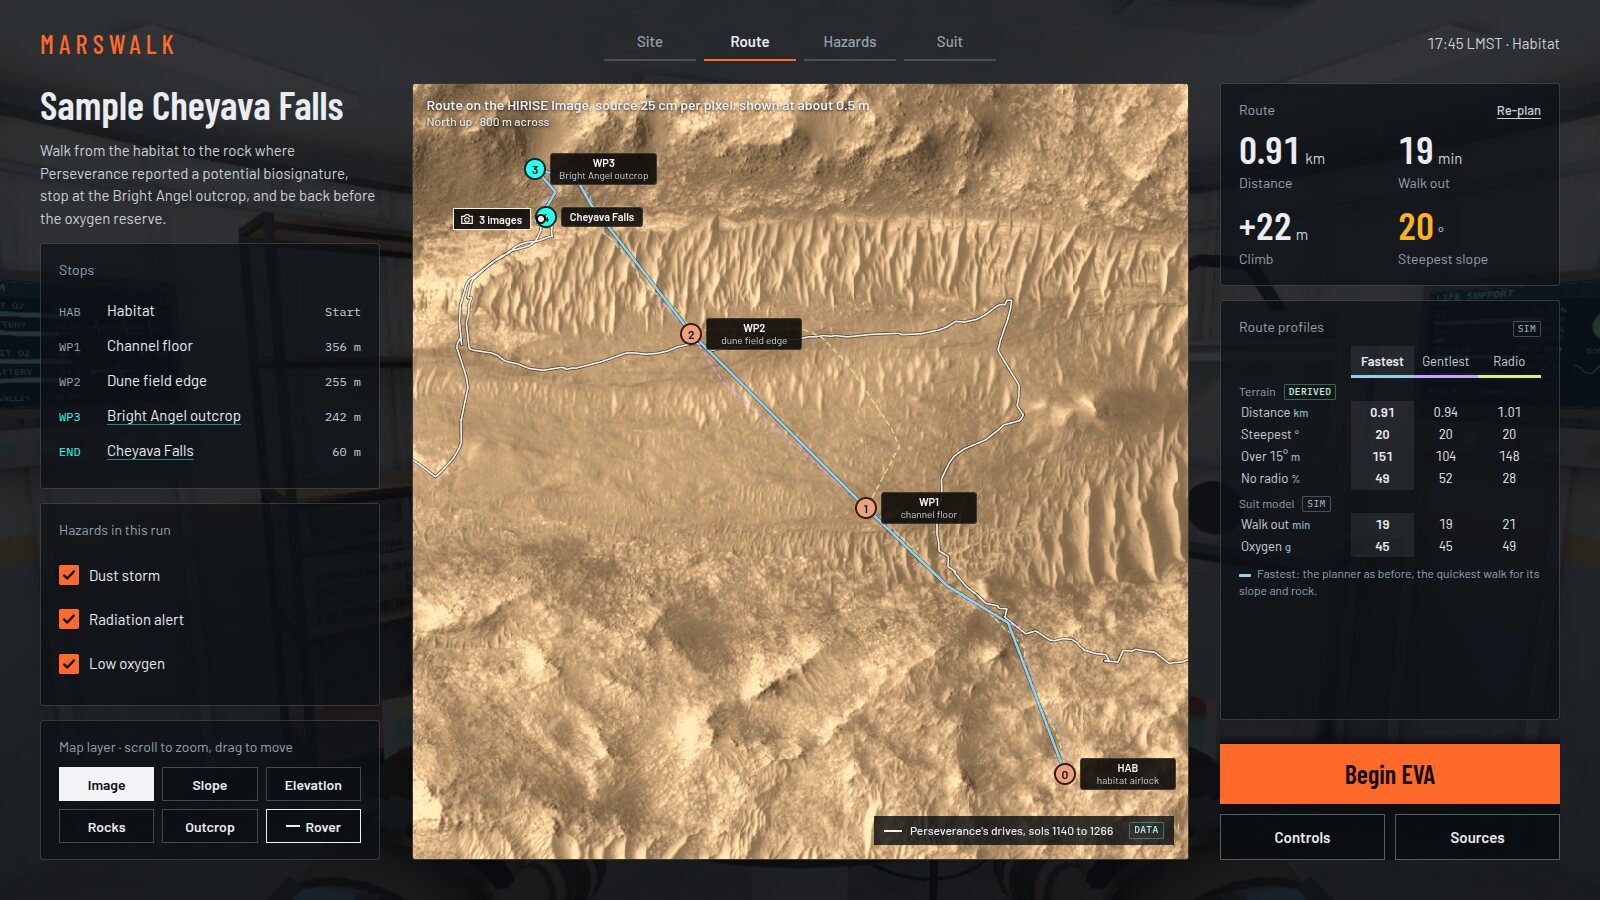 MARSWALK
Site
Route
Hazards
Suit
17:45 LMST · Habitat
Sample Cheyava Falls
Walk from the habitat to the rock where
Perseverance reported a potential biosignature,
stop at the Bright Angel outcrop, and be back before
the oxygen reserve.
Stops
HAB Habitat Start
WP1 Channel floor 356 m
WP2 Dune field edge 255 m
WP3 Bright Angel outcrop 242 m
END Cheyava Falls 60 m
Hazards in this run
Dust storm
Radiation alert
Low oxygen
Map layer · scroll to zoom, drag to move
Image Slope Elevation
Rocks Outcrop Rover
Route on the HIRISE Image, source 25 cm per pixel, shown at about 0.5 m
North up · 800 m across
3
WP3
Bright Angel outcrop
3 images
Cheyava Falls
2
WP2
dune field edge
1
WP1
channel floor
0
HAB
habitat airlock
Perseverance's drives, sols 1140 to 1266 DATA
Route Re-plan
0.91 km 19 min
Distance Walk out
+22 m 20 °
Climb Steepest slope
LIFE SUPPORT
Route profiles SIM
Fastest Gentlest Radio
Terrain DERIVED
Distance km 0.91 0.94 1.01
Steepest ° 20 20 20
Over 15° m 151 104 148
No radio % 49 52 28
Suit model SIM
Walk out min 19 19 21
Oxygen g 45 45 49
Fastest: the planner as before, the quickest walk for its
slope and rock.
Begin EVA
Controls Sources